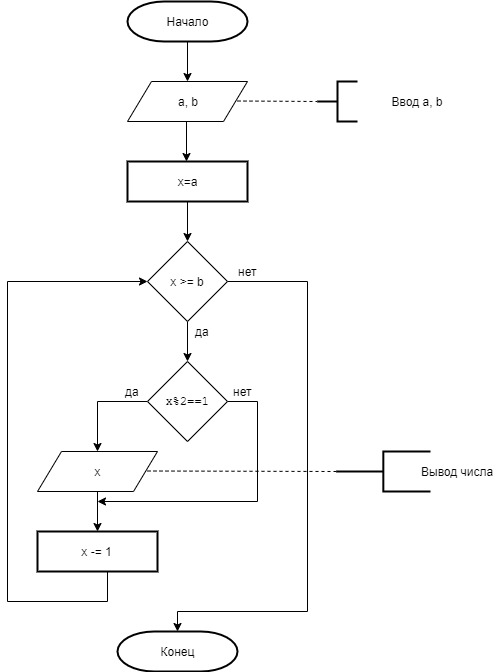 Начало
a, b
Ввод a, b
x=a
x >= b
нет
да
да
x%2==1
нет
x
Вывод числа
x -= 1
Конец